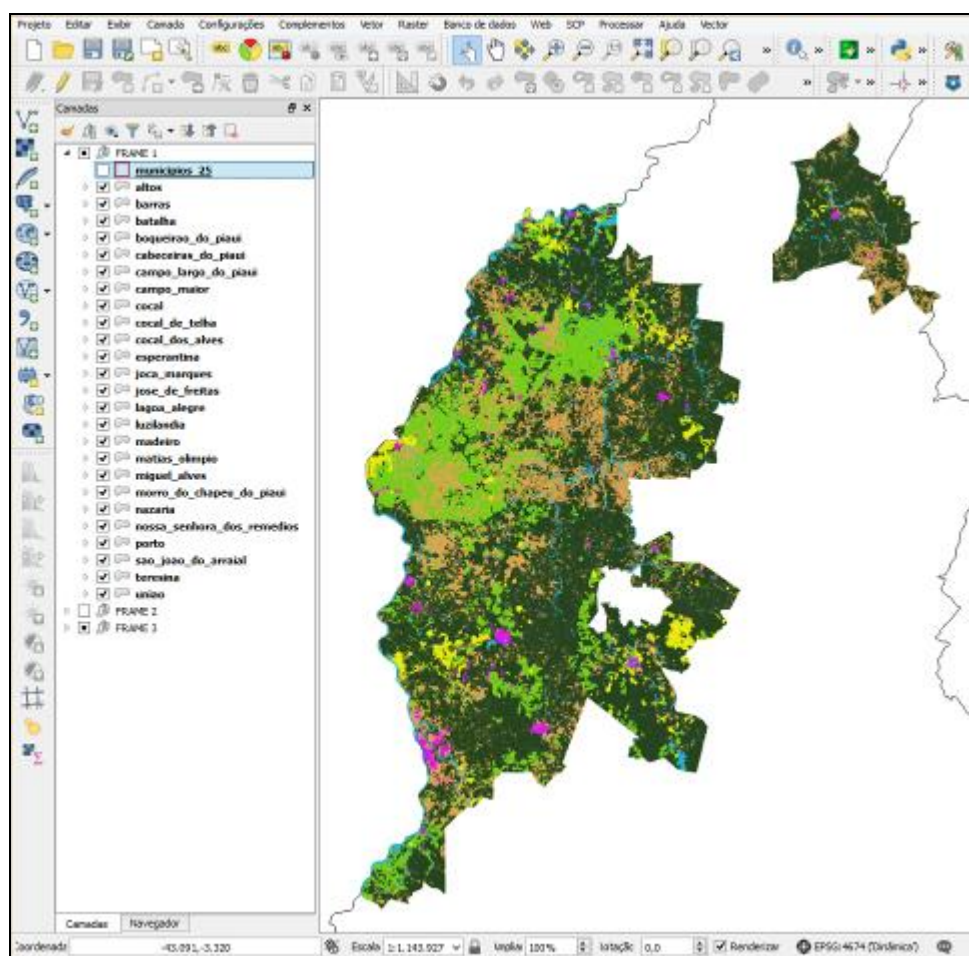 Projeto Editar Exibir Camada Configurações Complementos Vetor Raster Banco de dados Web SCP Processar Ajuda Vector
Camadas
FRAME 1
municipios_25
altos
barras
batalha
boqueirao_do_piaui
cabeceiras_do_piaui
campo_largo_do_piaui
campo_maior
cocal
cocal_de_telha
cocal_dos_alves
esperantina
joca_marques
jose_de_freitas
lagoa_alegre
luzilandia
madeiro
matias_olimpio
miguel_alves
morro_do_chapeu_do_piaui
nazaria
nossa_senhora_dos_remedios
porto
sao_joao_do_arraial
teresina
uniao
FRAME 2
FRAME 3
Camadas Navegador
Coordenada -43.091,-3.320 Escala 1:1.143.927 100% Rotação 0,0 Renderizar EPSG:4674 (Dinâmica')